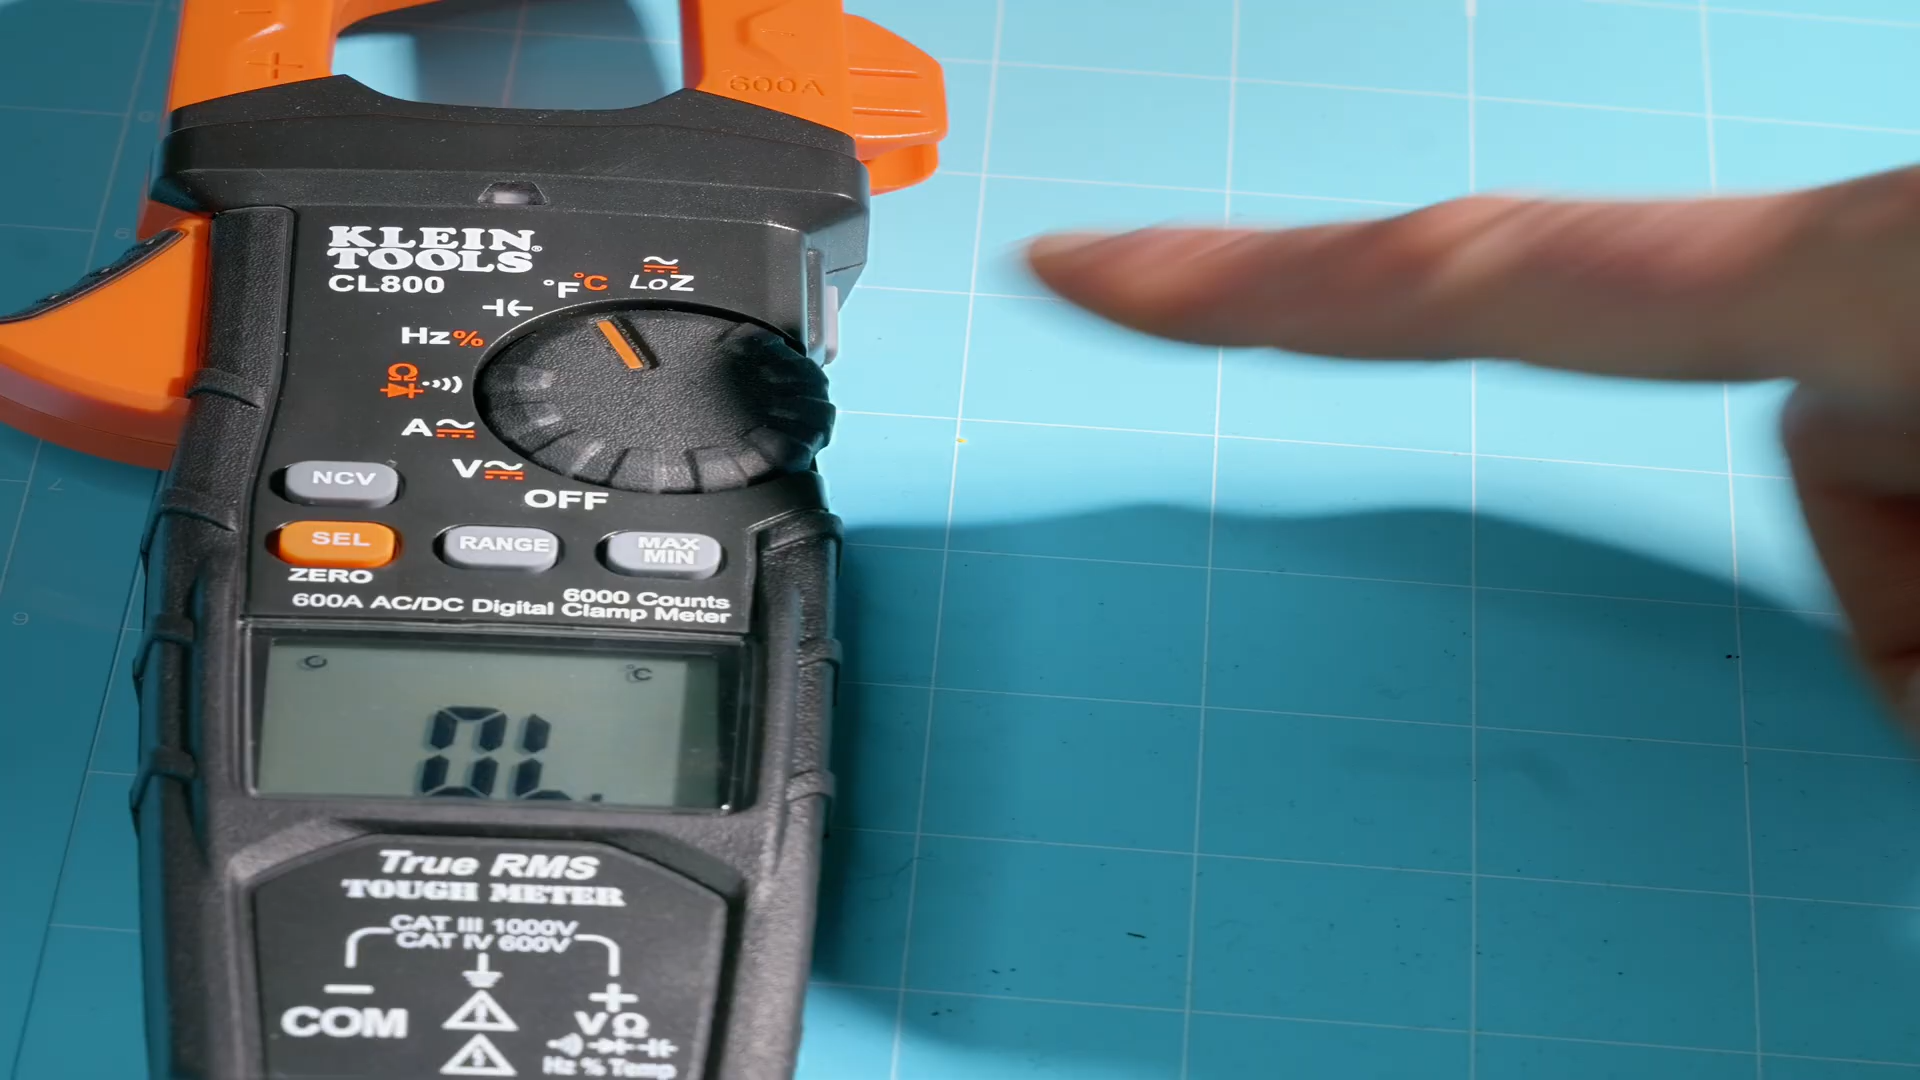 600A
KLEIN
TOOLS®
CL800
°F°C
LoZ
Hz%
Ω
A
V
OFF
NCV
SEL
RANGE
MAX
MIN
ZERO
6000 Counts
600A AC/DC Digital Clamp Meter
°C
OL
True RMS
TOUGH METER
CAT III 1000V
CAT IV 600V
COM
VΩ
Hz % Temp